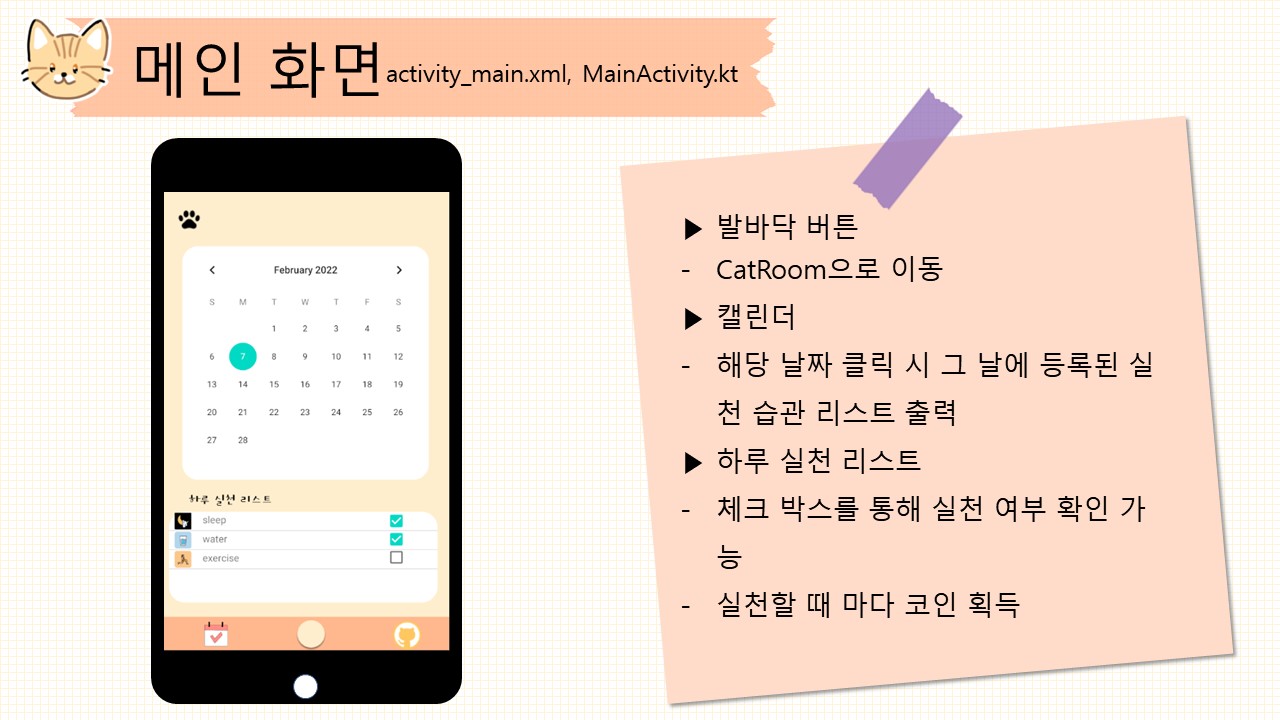 메인 화면 activity_main.xml, MainActivity.kt
February 2022
S M T W T F S
1 2 3 4 5
6 7 8 9 10 11 12
13 14 15 16 17 18 19
20 21 22 23 24 25 26
27 28
하루 실천 리스트
sleep
water
exercise
▶ 발바닥 버튼
- CatRoom으로 이동
▶ 캘린더
- 해당 날짜 클릭 시 그 날에 등록된 실
천 습관 리스트 출력
▶ 하루 실천 리스트
- 체크 박스를 통해 실천 여부 확인 가
능
- 실천할 때 마다 코인 획득